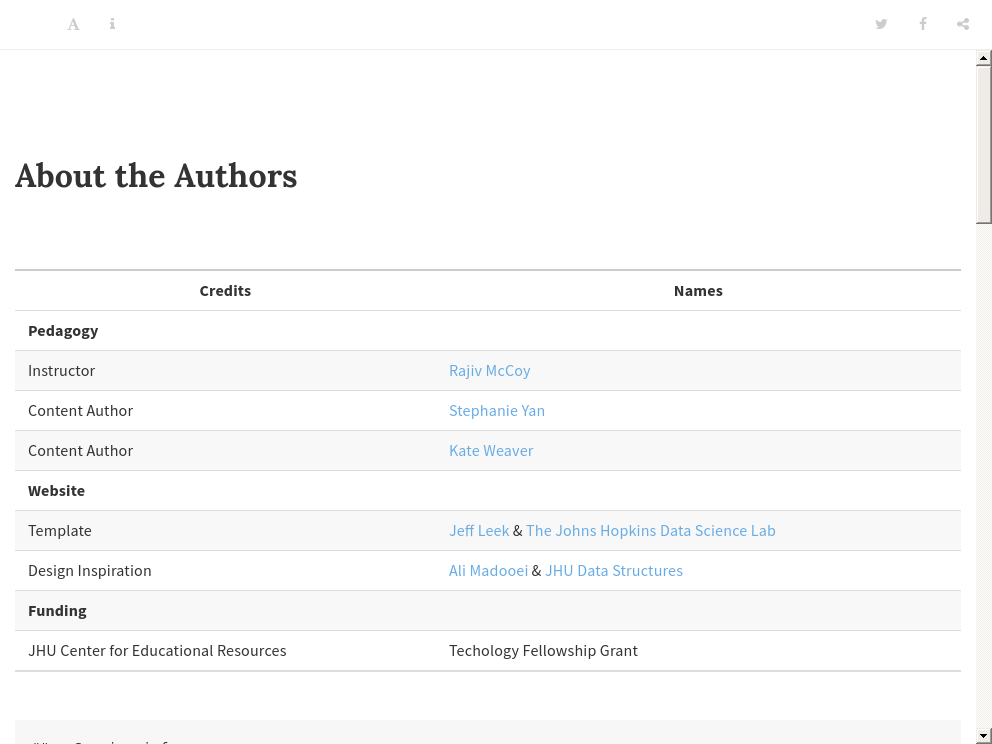 About the Authors
Credits Names
Pedagogy
Instructor Rajiv McCoy
Content Author Stephanie Yan
Content Author Kate Weaver
Website
Template Jeff Leek & The Johns Hopkins Data Science Lab
Design Inspiration Ali Madooei & JHU Data Structures
Funding
JHU Center for Educational Resources Techology Fellowship Grant